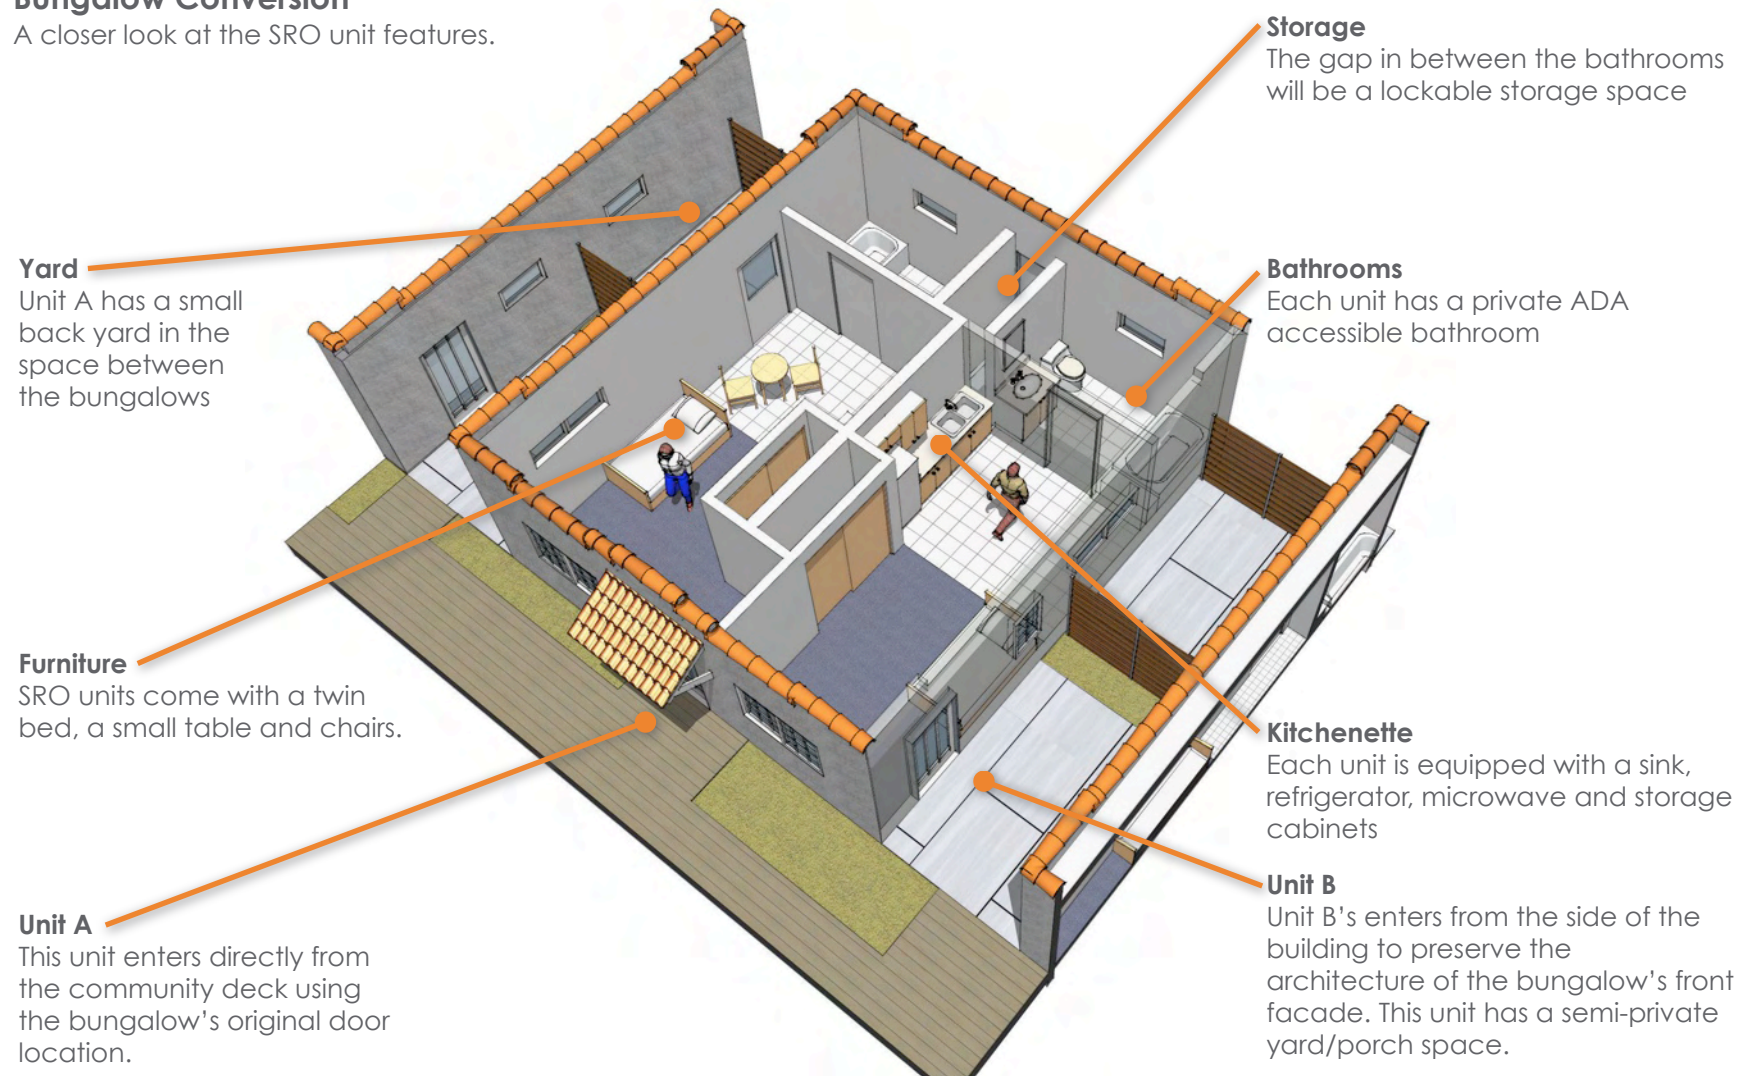 Bungalow Conversion
A closer look at the SRO unit features.
Storage
The gap in between the bathrooms
will be a lockable storage space
Yard
Unit A has a small
back yard in the
space between
the bungalows
Bathrooms
Each unit has a private ADA
accessible bathroom
Furniture
SRO units come with a twin
bed, a small table and chairs.
Kitchenette
Each unit is equipped with a sink,
refrigerator, microwave and storage
cabinets
Unit A
This unit enters directly from
the community deck using
the bungalow’s original door
location.
Unit B
Unit B’s enters from the side of the
building to preserve the
architecture of the bungalow’s front
facade. This unit has a semi-private
yard/porch space.